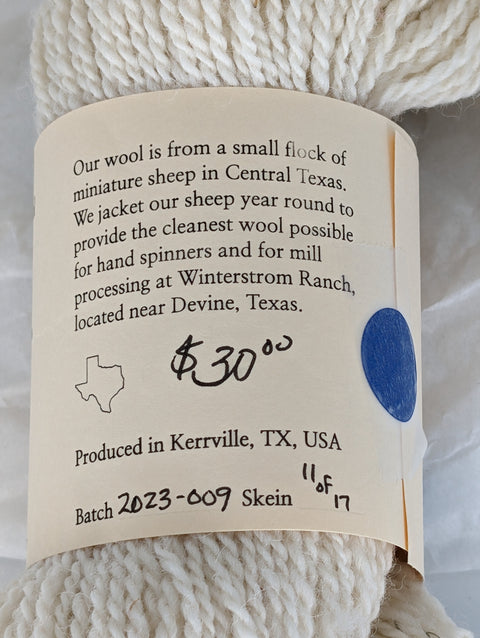 Our wool is from a small flock of
miniature sheep in Central Texas.
We jacket our sheep year round to
provide the cleanest wool possible
for hand spinners and for mill
processing at Winterstrom Ranch,
located near Devine, Texas.
$30⁰⁰
Produced in Kerrville, TX, USA
Batch 2023-009 Skein 11 of 17